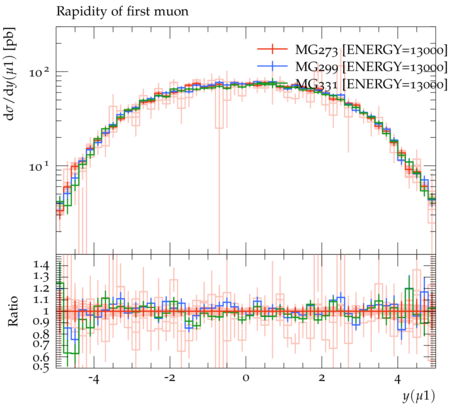 Rapidity of first muon
dσ/dy(μ1) [pb]
MG273 [ENERGY=13000]
MG299 [ENERGY=13000]
MG331 [ENERGY=13000]
10²
10¹
Ratio
1.4
1.3
1.2
1.1
1
0.9
0.8
0.7
0.6
0.5
-4 -2 0 2 4
y(μ1)